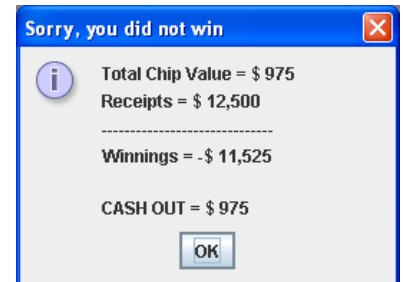 Sorry, you did not win
Total Chip Value = $ 975
Receipts = $ 12,500
------------------------------
Winnings = -$ 11,525
CASH OUT = $ 975
OK